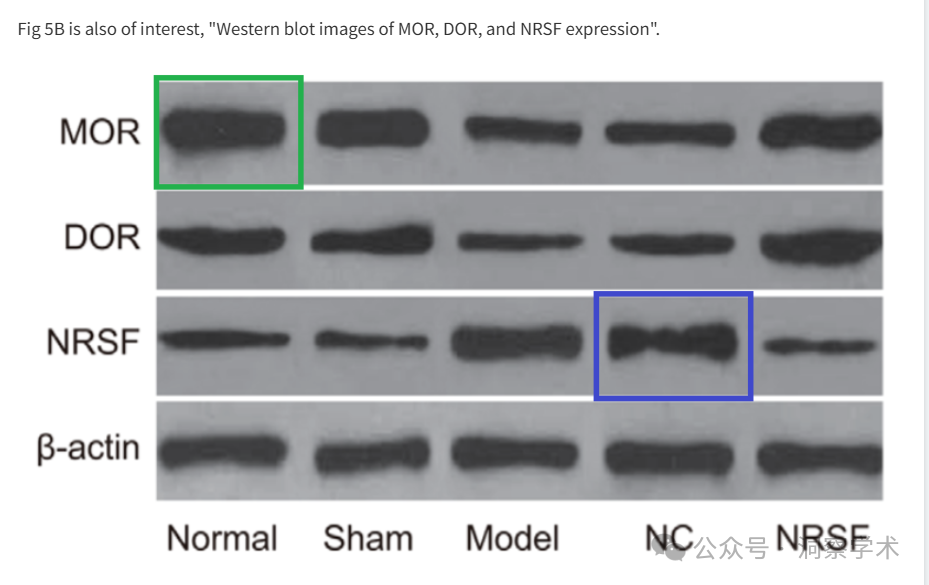 Fig 5B is also of interest, "Western blot images of MOR, DOR, and NRSF expression".
MOR
DOR
NRSF
β-actin
Normal Sham Model NC NRSF
公众号 洞察学术